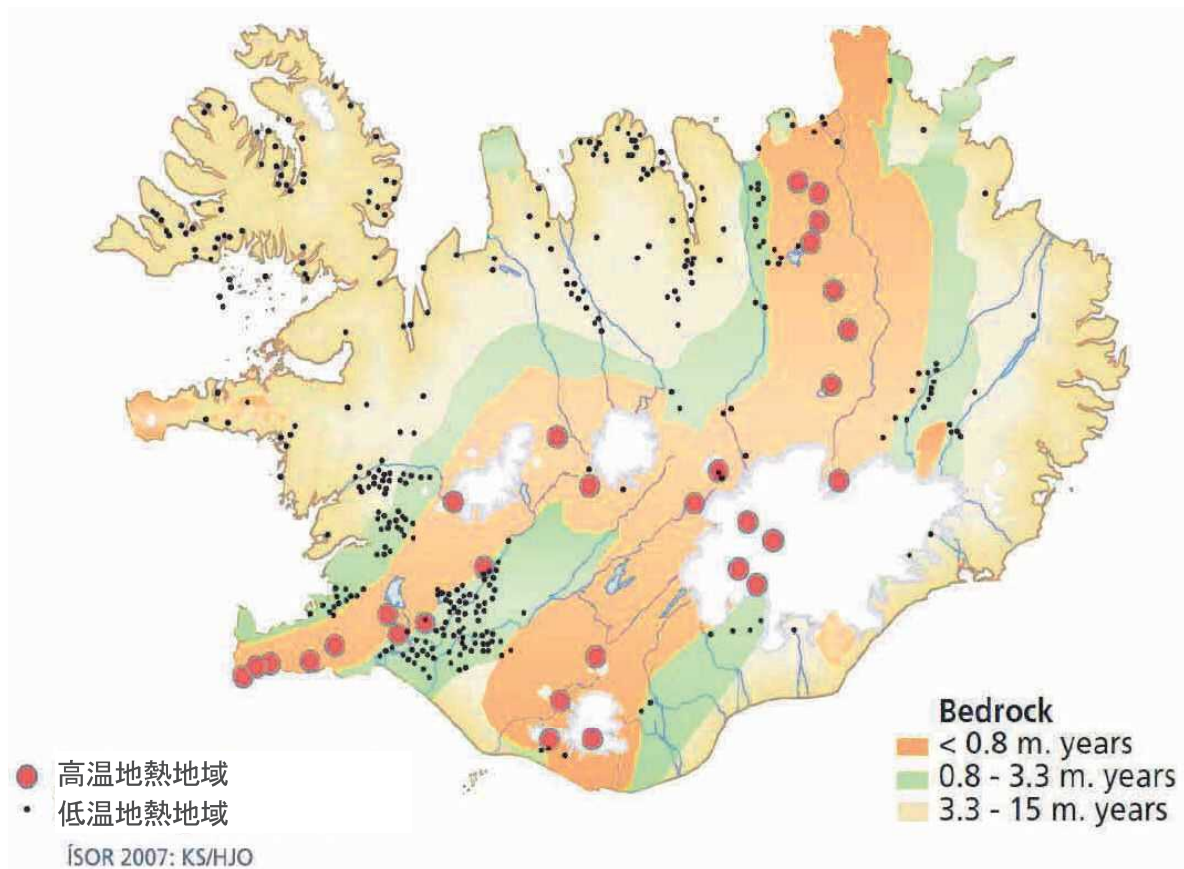 Bedrock
< 0.8 m. years
0.8 - 3.3 m. years
3.3 - 15 m. years
高温地熱地域
低温地熱地域
ÍSOR 2007: KS/HJO